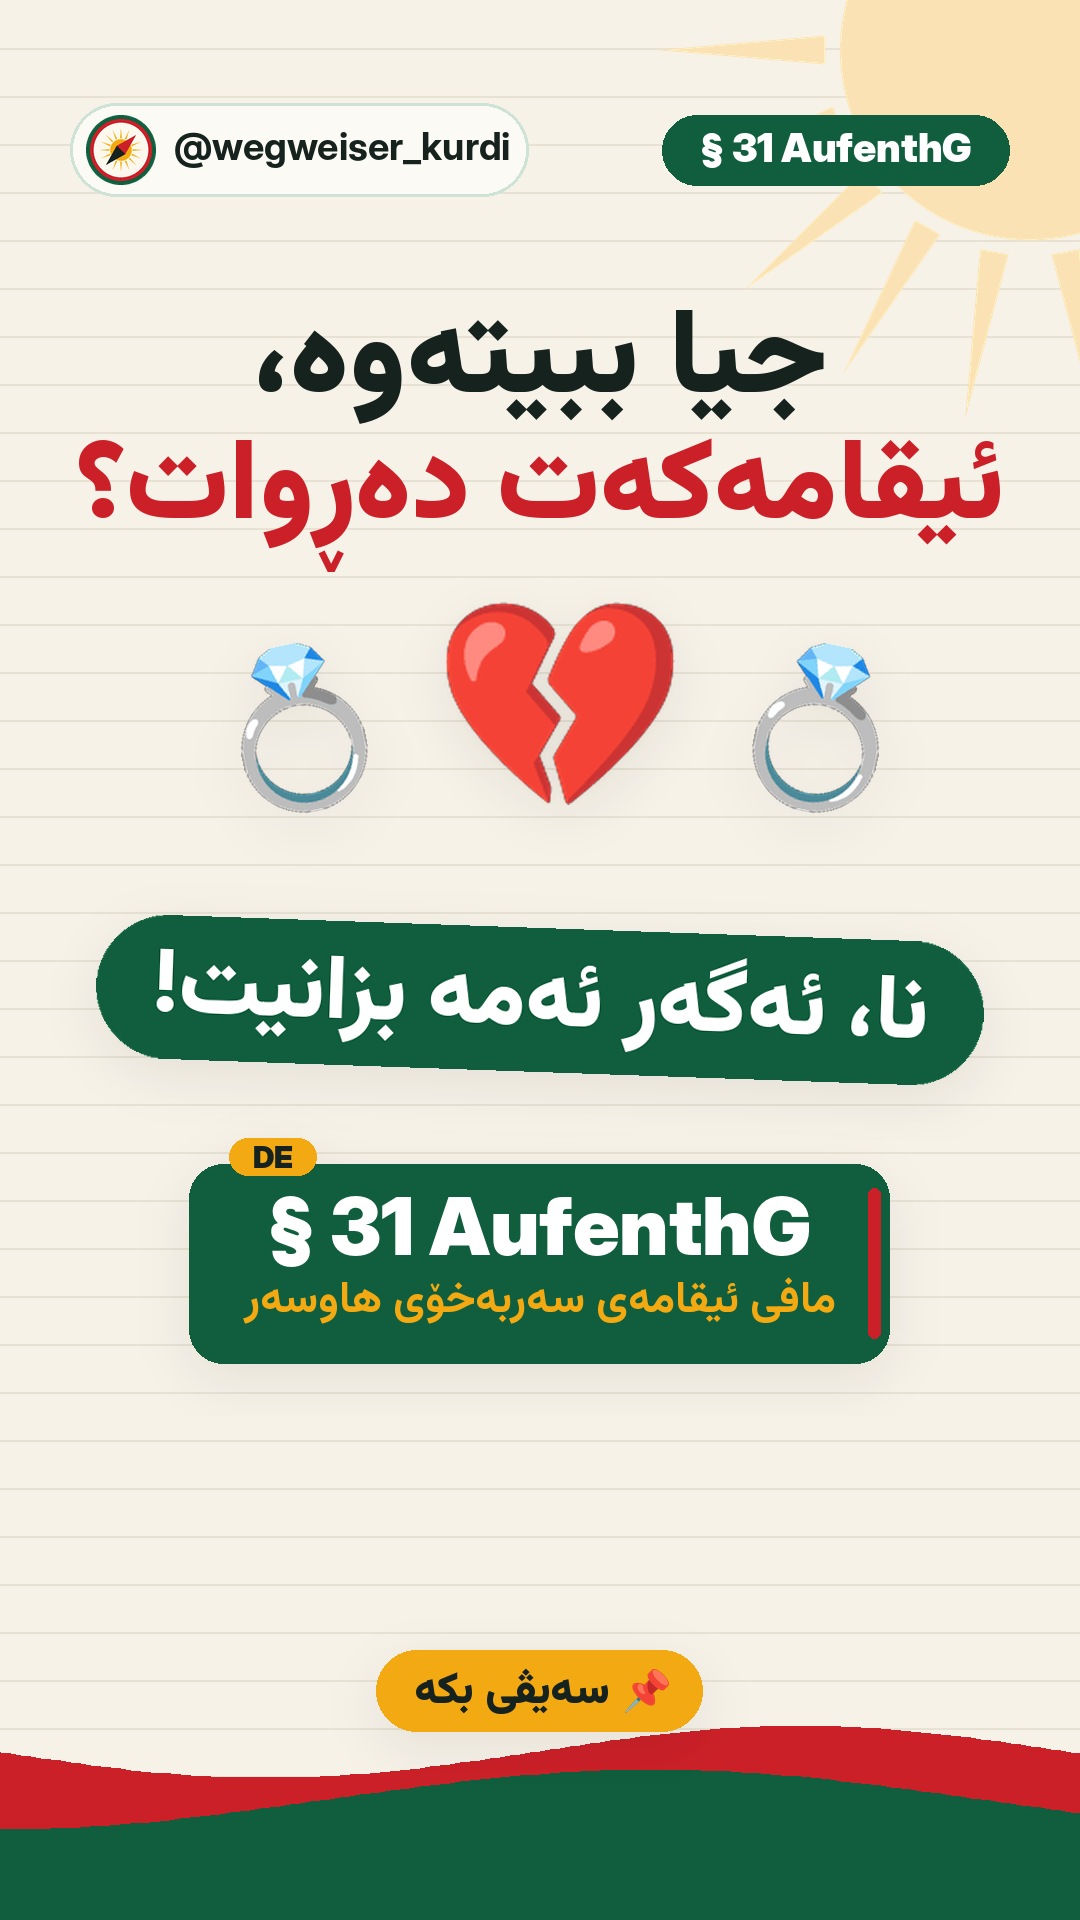 @wegweiser_kurdi
§ 31 AufenthG
جیا ببیتەوە،
ئیقامەکەت دەڕوات؟
نا، ئەگەر ئەمە بزانیت!
DE
§ 31 AufenthG
مافی ئیقامەی سەربەخۆی هاوسەر
سەیڤی بکە